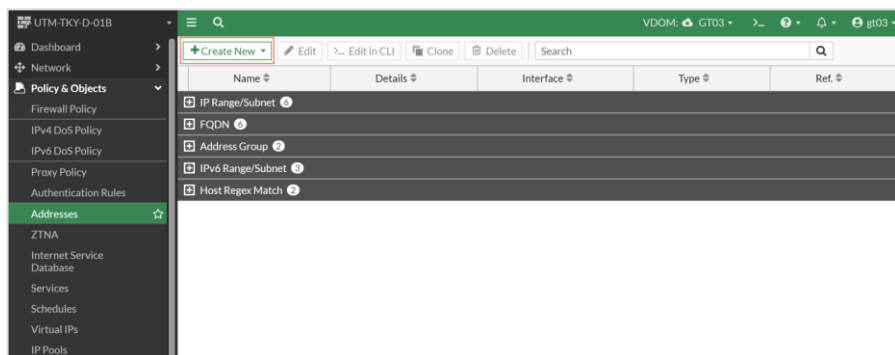 UTM-TKY-D-01B
VDOM: GT03
>_
gt03
Dashboard
Network
Policy & Objects
Firewall Policy
IPv4 DoS Policy
IPv6 DoS Policy
Proxy Policy
Authentication Rules
Addresses
ZTNA
Internet Service
Database
Services
Schedules
Virtual IPs
IP Pools
+Create New Edit >_ Edit in CLI Clone Delete Search
Name Details Interface Type Ref.
IP Range/Subnet 6
FQDN 6
Address Group 2
IPv6 Range/Subnet 3
Host Regex Match 2